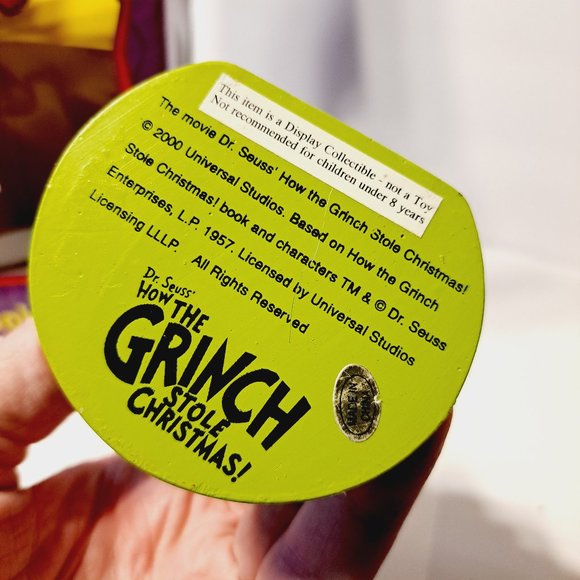 This item is a Display Collectible - not a Toy
Not recommended for children under 8 years
The movie Dr. Seuss' How the Grinch Stole Christmas!
© 2000 Universal Studios. Based on How the Grinch
Stole Christmas! book and characters TM & © Dr. Seuss
Enterprises, L.P. 1957. Licensed by Universal Studios
Licensing LLLP. All Rights Reserved
Dr. Seuss'
HOW THE
GRINCH
STOLE
CHRISTMAS!